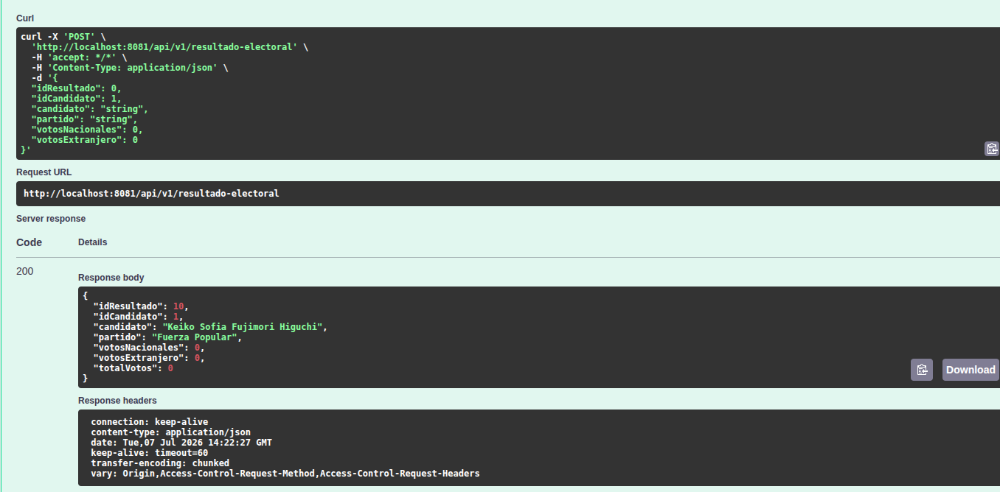 Curl
curl -X 'POST' \
'http://localhost:8081/api/v1/resultado-electoral' \
-H 'accept: */*' \
-H 'Content-Type: application/json' \
-d '{
"idResultado": 0,
"idCandidato": 1,
"candidato": "string",
"partido": "string",
"votosNacionales": 0,
"votosExtranjero": 0
}'
Request URL
http://localhost:8081/api/v1/resultado-electoral
Server response
Code Details
200
Response body
{
"idResultado": 10,
"idCandidato": 1,
"candidato": "Keiko Sofia Fujimori Higuchi",
"partido": "Fuerza Popular",
"votosNacionales": 0,
"votosExtranjero": 0,
"totalVotos": 0
}
Download
Response headers
connection: keep-alive
content-type: application/json
date: Tue,07 Jul 2026 14:22:27 GMT
keep-alive: timeout=60
transfer-encoding: chunked
vary: Origin,Access-Control-Request-Method,Access-Control-Request-Headers